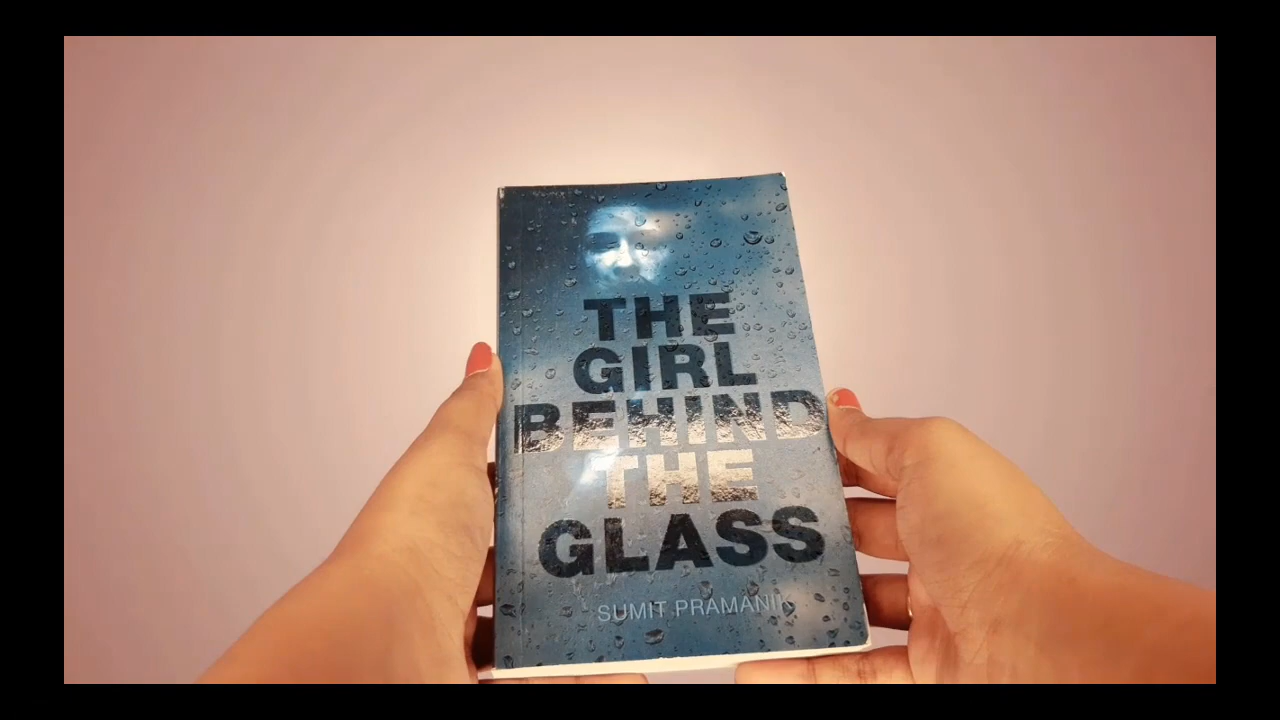 THE
GIRL
BEHIND
THE
GLASS
SUMIT PRAMANIK